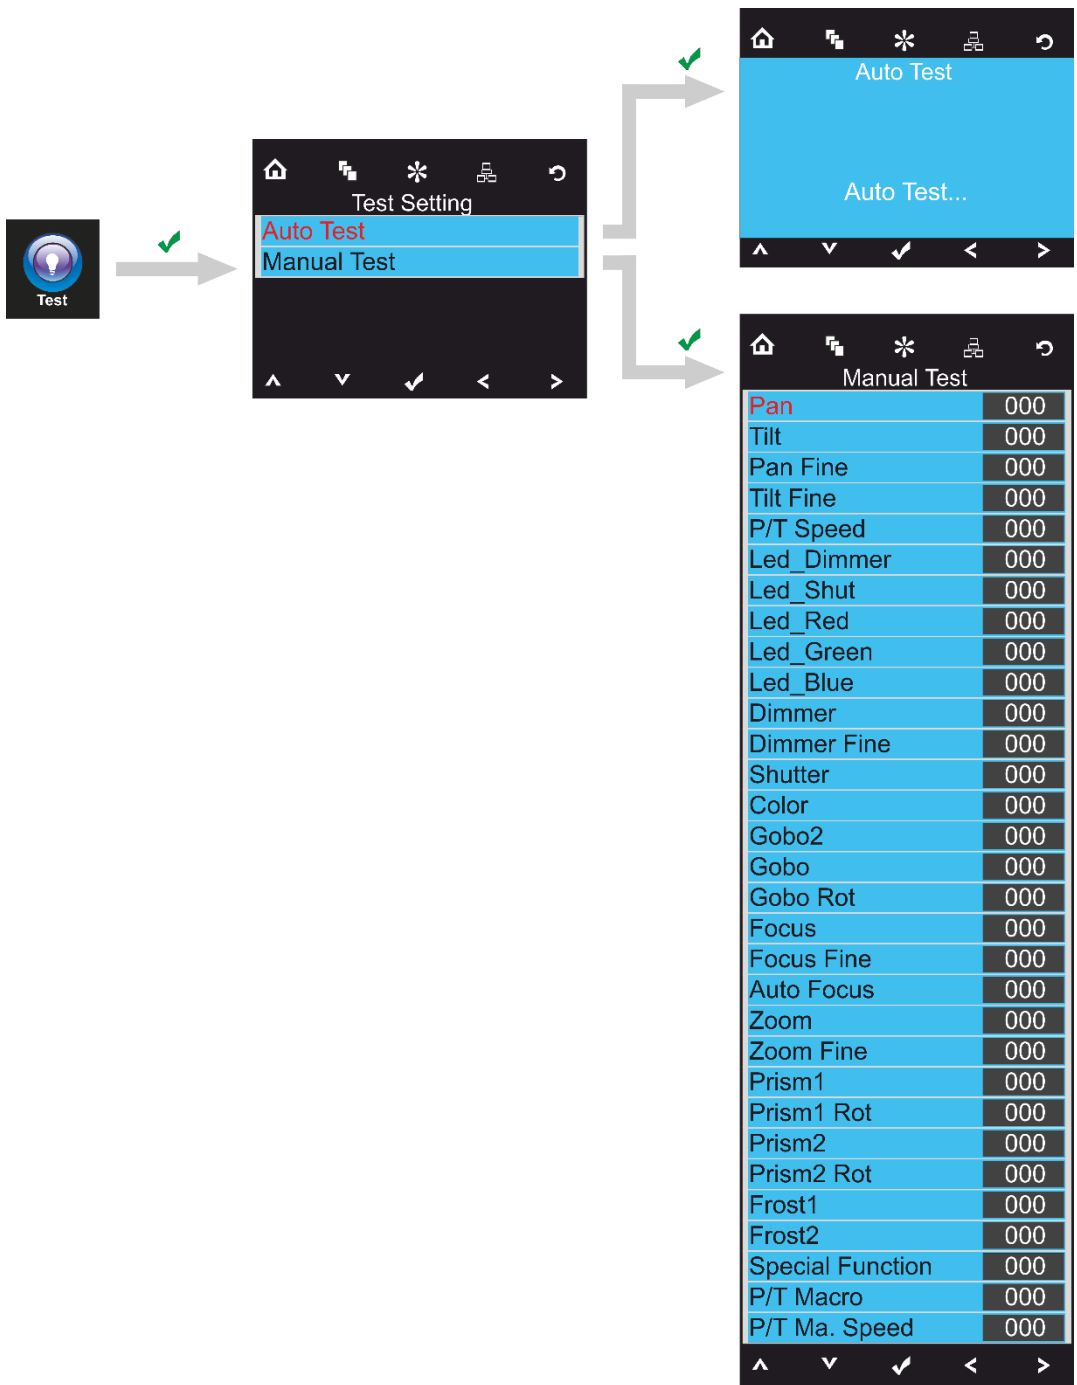 Test
Test Setting
Auto Test
Manual Test
Auto Test
Auto Test...
Manual Test
Pan 000
Tilt 000
Pan Fine 000
Tilt Fine 000
P/T Speed 000
Led_Dimmer 000
Led_Shut 000
Led_Red 000
Led_Green 000
Led_Blue 000
Dimmer 000
Dimmer Fine 000
Shutter 000
Color 000
Gobo2 000
Gobo 000
Gobo Rot 000
Focus 000
Focus Fine 000
Auto Focus 000
Zoom 000
Zoom Fine 000
Prism1 000
Prism1 Rot 000
Prism2 000
Prism2 Rot 000
Frost1 000
Frost2 000
Special Function 000
P/T Macro 000
P/T Ma. Speed 000